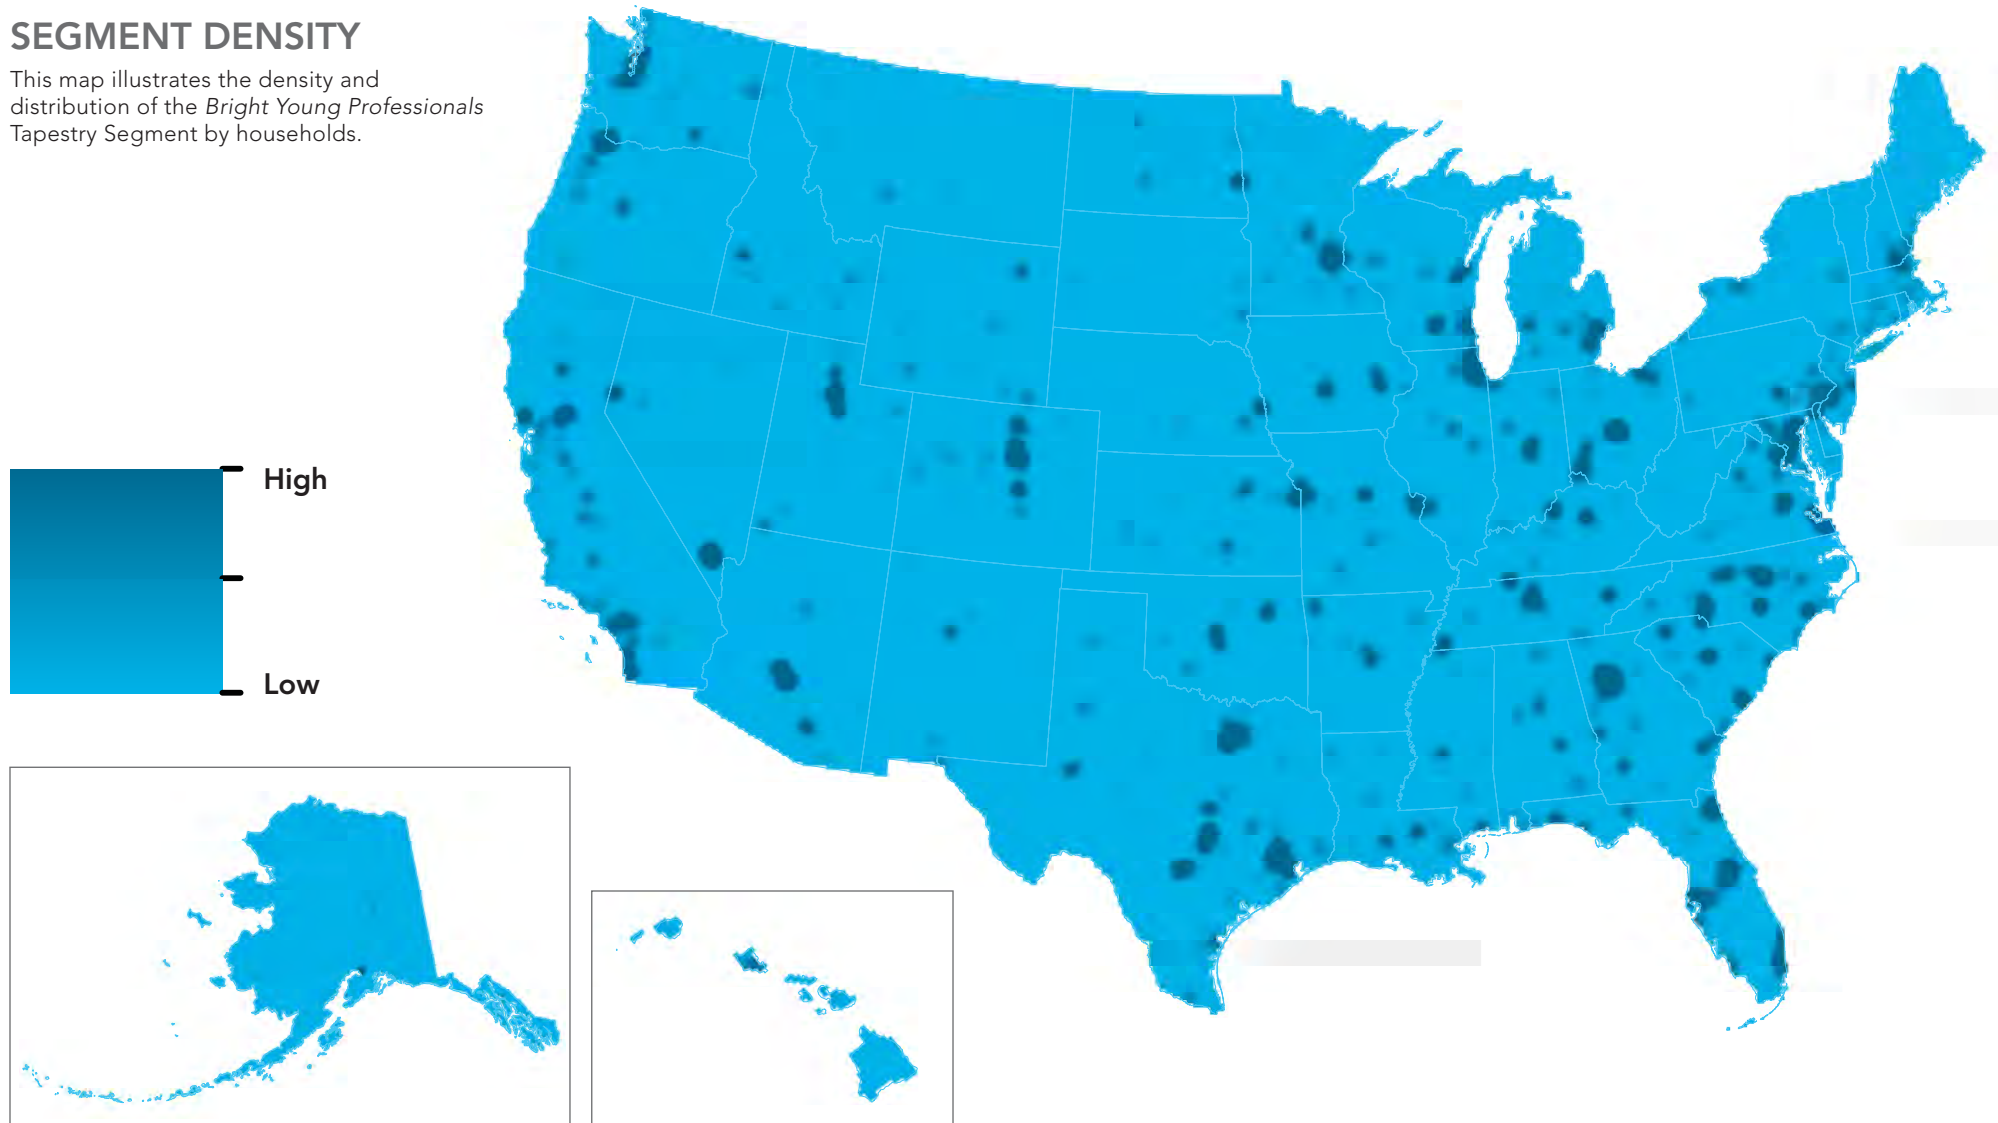 SEGMENT DENSITY
This map illustrates the density and
distribution of the Bright Young Professionals
Tapestry Segment by households.
High
Low